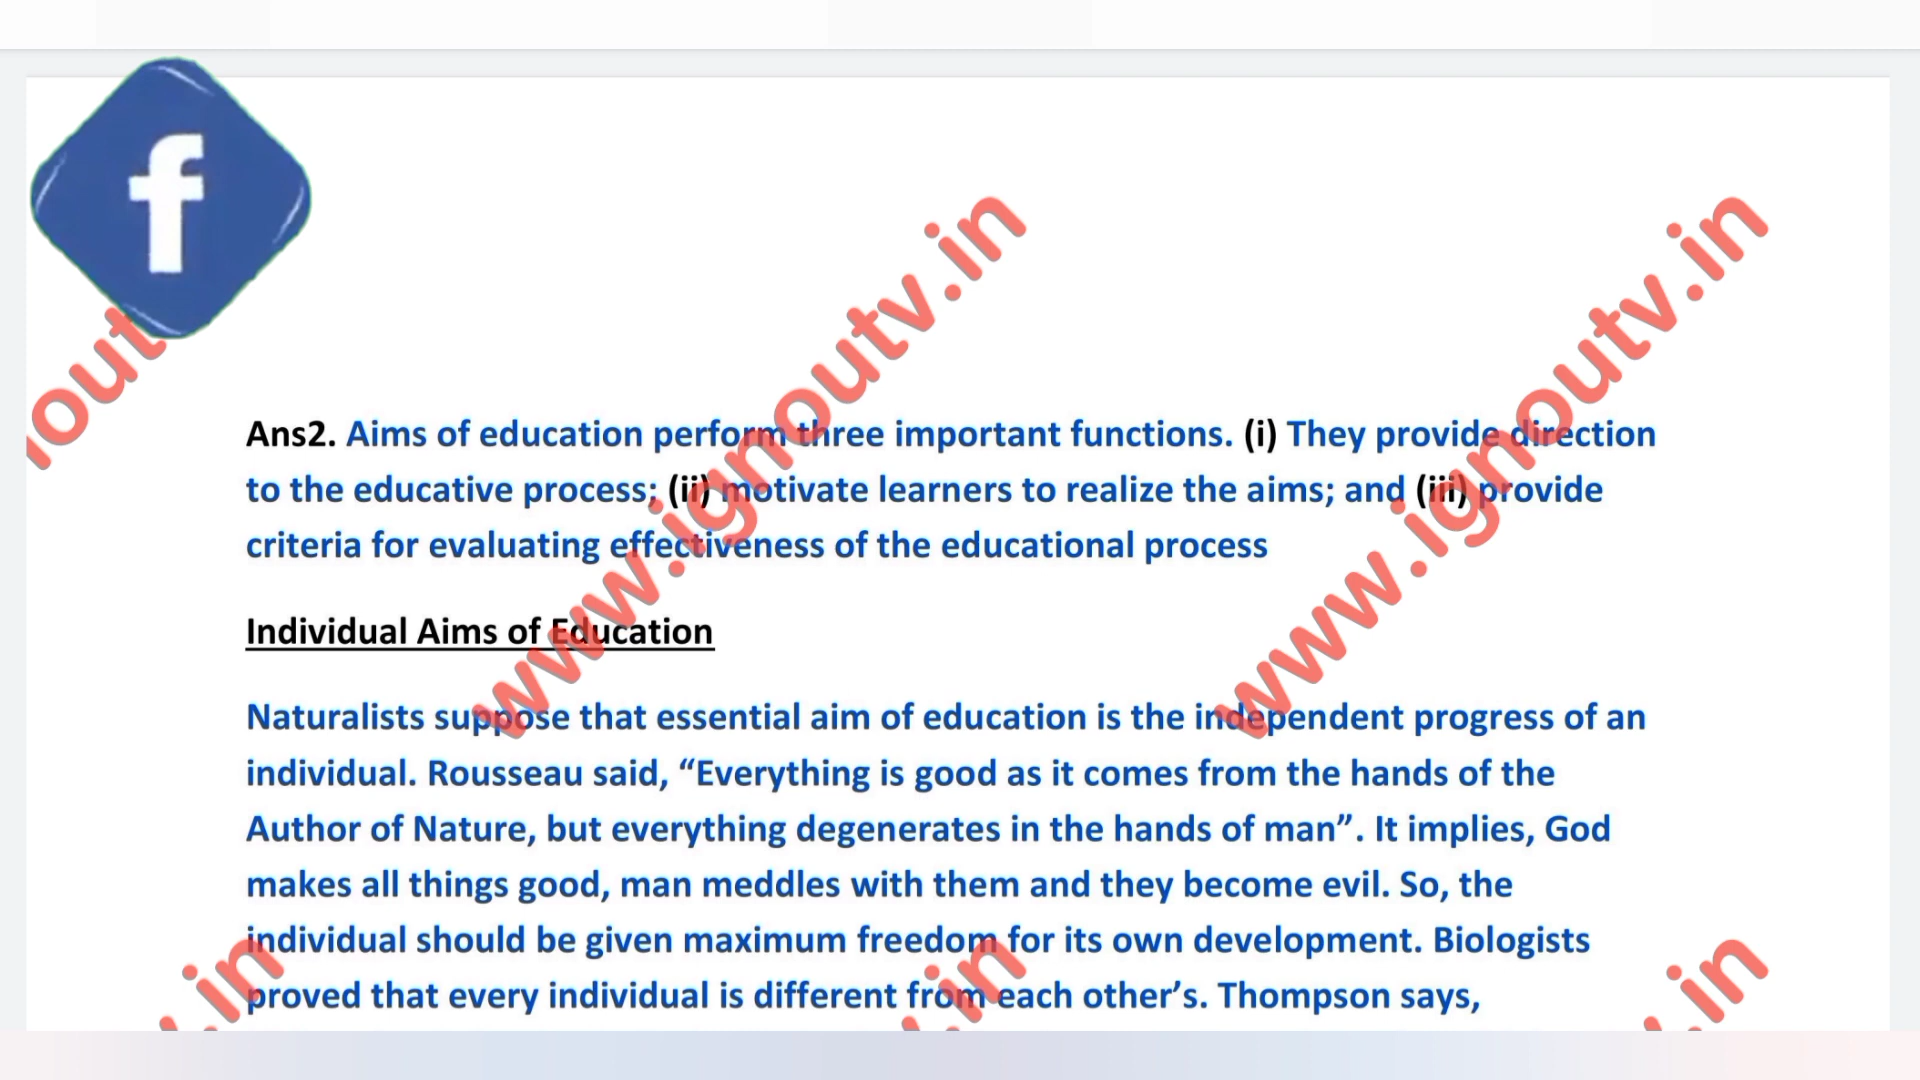 f
www.ignoutv.in
www.ignoutv.in
nout
Ans2. Aims of education perform three important functions. (i) They provide direction
to the educative process; (ii) motivate learners to realize the aims; and (iii) provide
criteria for evaluating effectiveness of the educational process
Individual Aims of Education
Naturalists suppose that essential aim of education is the independent progress of an
individual. Rousseau said, “Everything is good as it comes from the hands of the
Author of Nature, but everything degenerates in the hands of man”. It implies, God
makes all things good, man meddles with them and they become evil. So, the
individual should be given maximum freedom for its own development. Biologists
proved that every individual is different from each other’s. Thompson says,
v.in
v.in
v.in